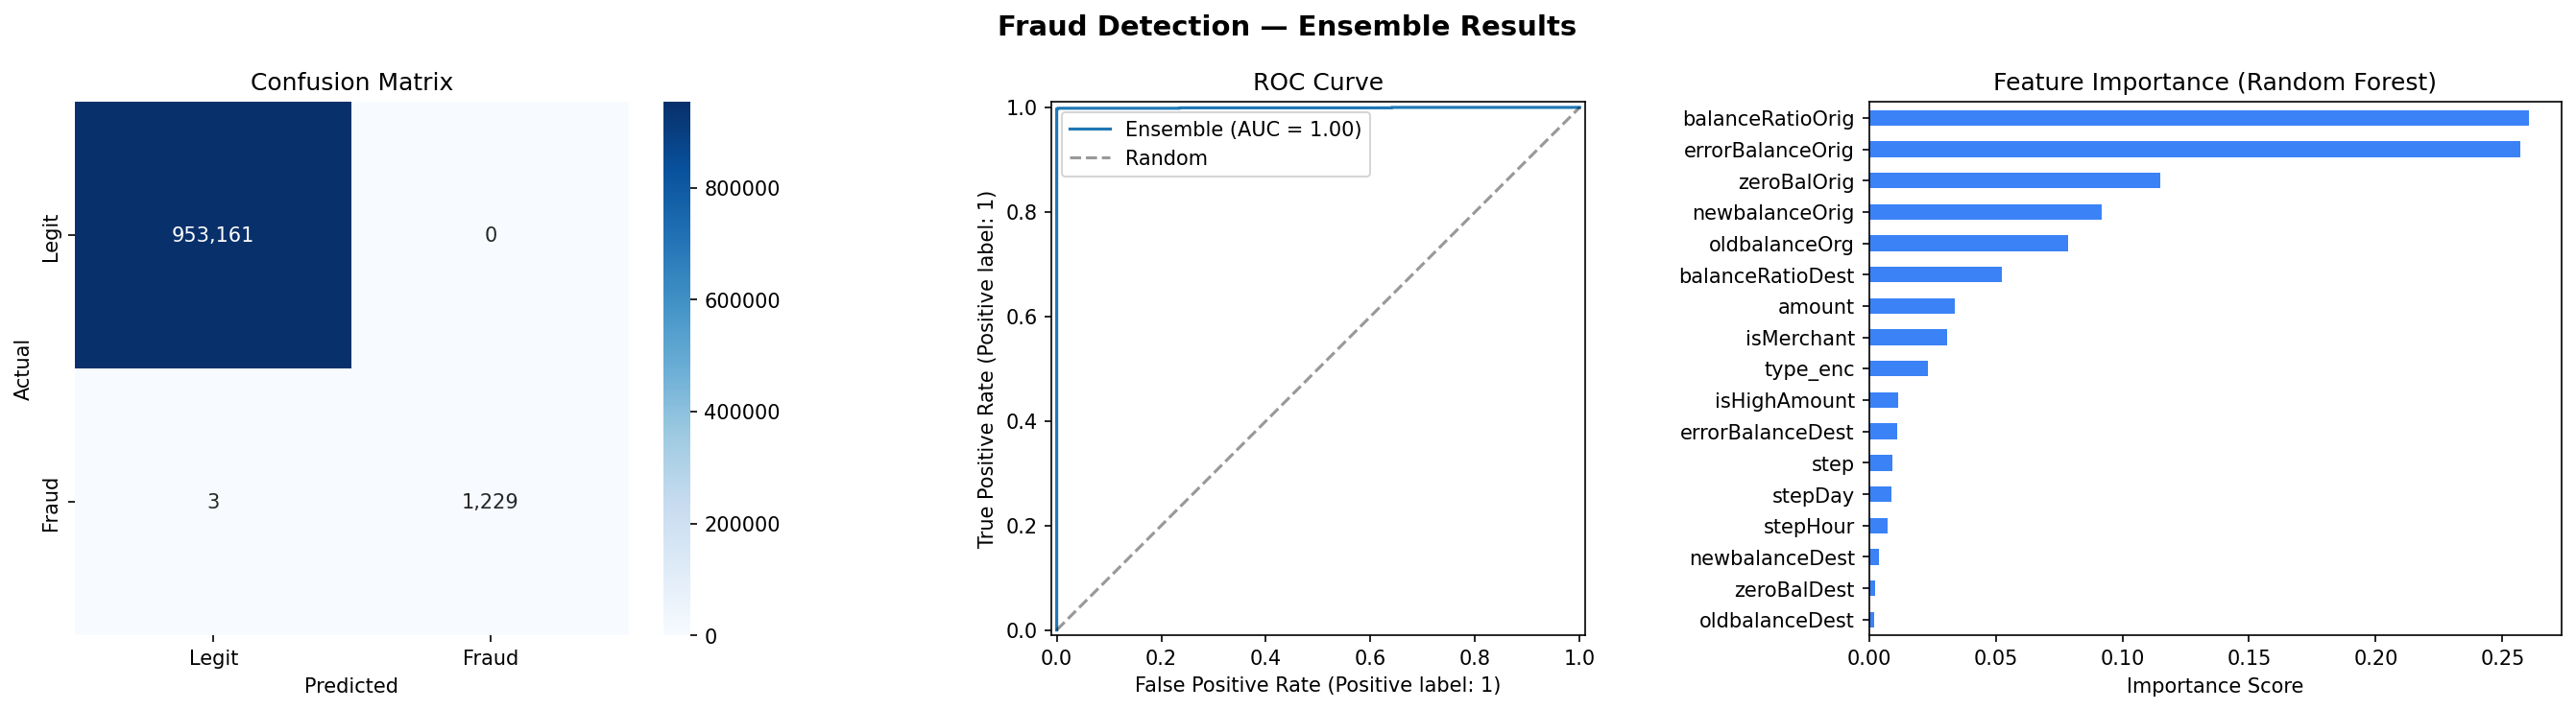 Fraud Detection — Ensemble Results
Confusion Matrix
Actual
Legit
Fraud
953,161
0
3
1,229
Legit
Fraud
Predicted
800000
600000
400000
200000
0
ROC Curve
True Positive Rate (Positive label: 1)
1.0
0.8
0.6
0.4
0.2
0.0
Ensemble (AUC = 1.00)
Random
0.0 0.2 0.4 0.6 0.8 1.0
False Positive Rate (Positive label: 1)
Feature Importance (Random Forest)
balanceRatioOrig
errorBalanceOrig
zeroBalOrig
newbalanceOrig
oldbalanceOrg
balanceRatioDest
amount
isMerchant
type_enc
isHighAmount
errorBalanceDest
step
stepDay
stepHour
newbalanceDest
zeroBalDest
oldbalanceDest
0.00 0.05 0.10 0.15 0.20 0.25
Importance Score